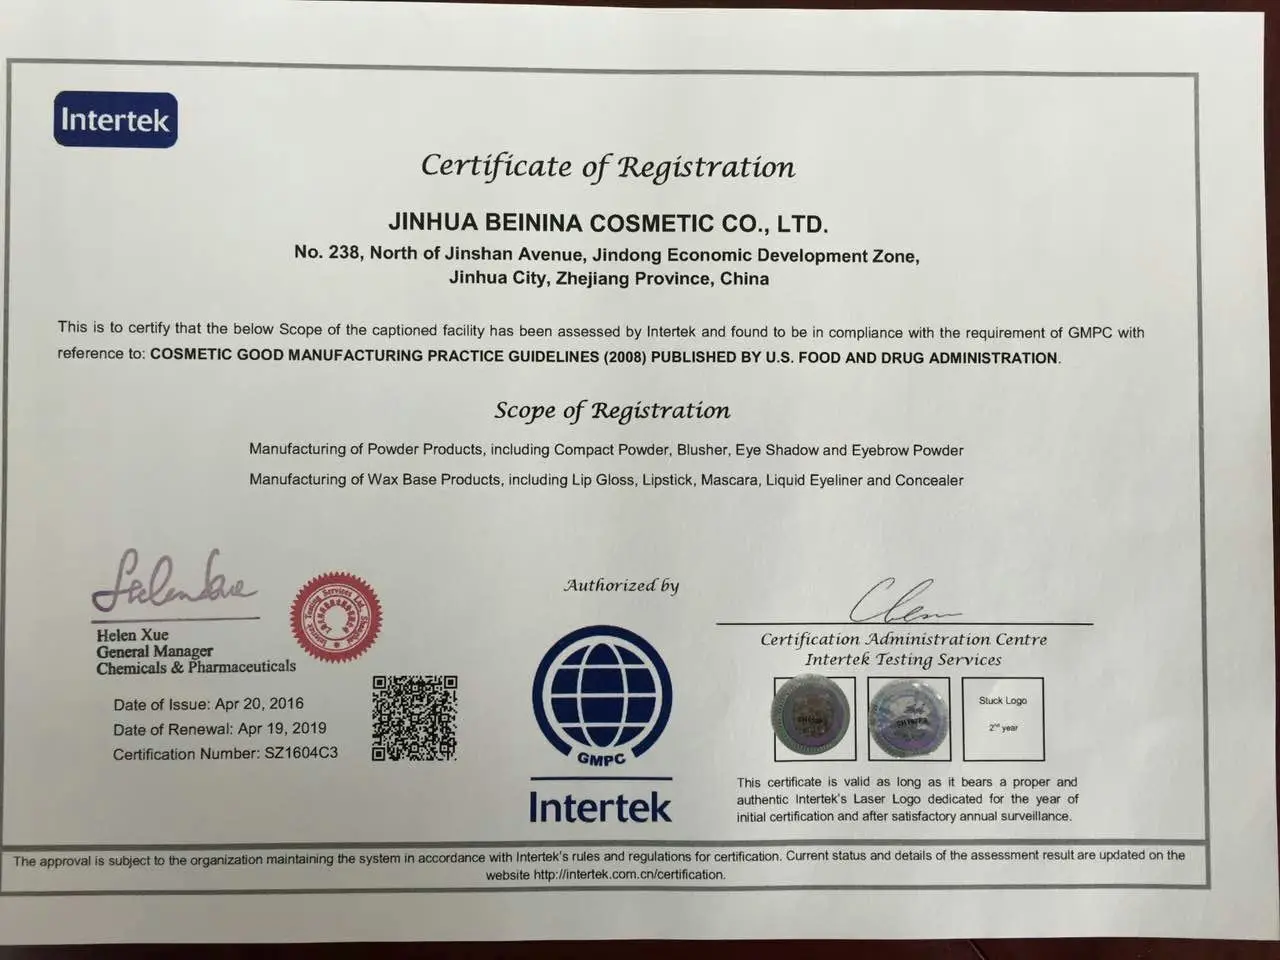 Intertek
Certificate of Registration
JINHUA BEININA COSMETIC CO., LTD.
No. 238, North of Jinshan Avenue, Jindong Economic Development Zone,
Jinhua City, Zhejiang Province, China
This is to certify that the below Scope of the captioned facility has been assessed by Intertek and found to be in compliance with the requirement of GMPC with
reference to: COSMETIC GOOD MANUFACTURING PRACTICE GUIDELINES (2008) PUBLISHED BY U.S. FOOD AND DRUG ADMINISTRATION.
Scope of Registration
Manufacturing of Powder Products, including Compact Powder, Blusher, Eye Shadow and Eyebrow Powder
Manufacturing of Wax Base Products, including Lip Gloss, Lipstick, Mascara, Liquid Eyeliner and Concealer
Helen Xue
Helen Xue
General Manager
Chemicals & Pharmaceuticals
Intertek Testing Services Ltd. Shanghai
Date of Issue: Apr 20, 2016
Date of Renewal: Apr 19, 2019
Certification Number: SZ1604C3
Authorized by
GMPC
Intertek
Certification Administration Centre
Intertek Testing Services
Stuck Logo
2nd year
This certificate is valid as long as it bears a proper and
authentic Intertek's Laser Logo dedicated for the year of
initial certification and after satisfactory annual surveillance.
The approval is subject to the organization maintaining the system in accordance with Intertek's rules and regulations for certification. Current status and details of the assessment result are updated on the
website http://intertek.com.cn/certification.